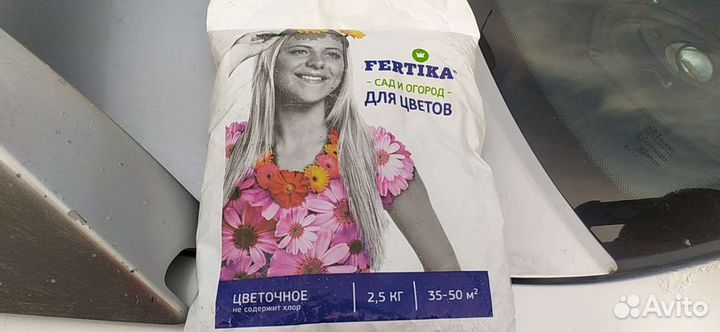 FERTIKA
- САД И ОГОРОД -
ДЛЯ ЦВЕТОВ
ЦВЕТОЧНОЕ
не содержит хлор
2,5 КГ
35-50 м²
Avito